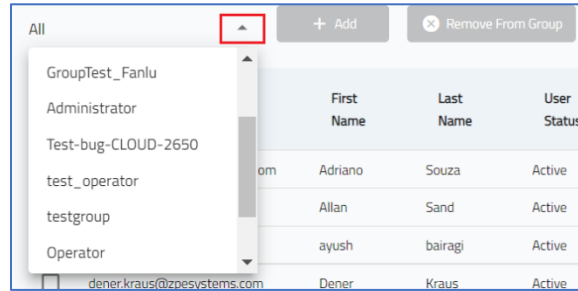 All
+ Add
Remove From Group
GroupTest_Fanlu
Administrator
Test-bug-CLOUD-2650
test_operator
testgroup
Operator
First Name
Last Name
User Status
om Adriano Souza Active
Allan Sand Active
ayush bairagi Active
dener.kraus@zpesystems.com Dener Kraus Active